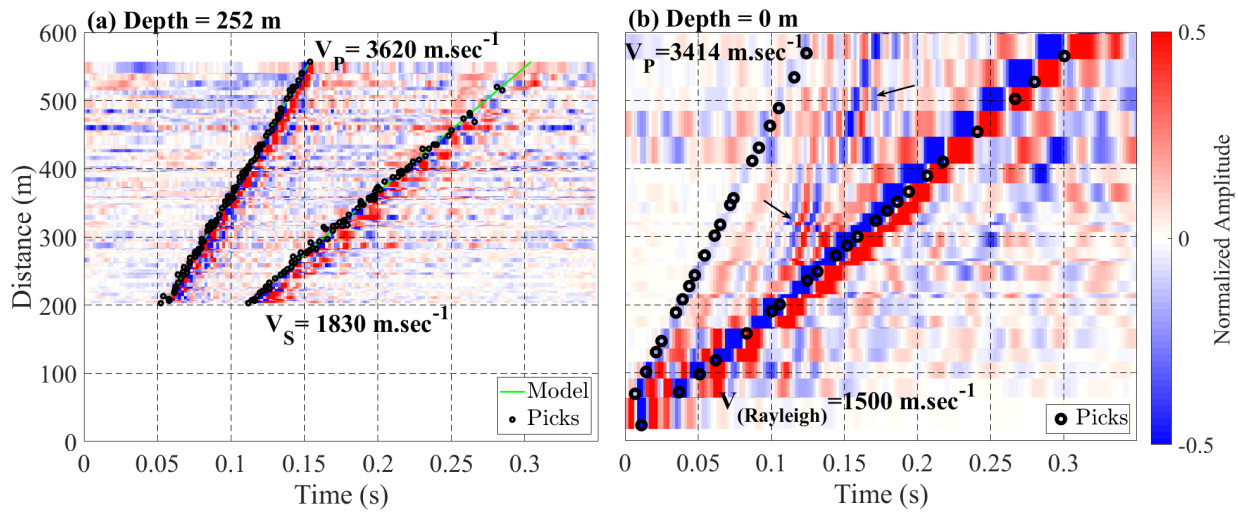 (a) Depth = 252 m
V_P = 3620 m.sec^-1
V_S = 1830 m.sec^-1
Model
Picks
Distance (m)
600
500
400
300
200
100
0
0 0.05 0.1 0.15 0.2 0.25 0.3
Time (s)
(b) Depth = 0 m
V_P = 3414 m.sec^-1
V_(Rayleigh) =1500 m.sec^-1
Picks
0 0.05 0.1 0.15 0.2 0.25 0.3
Time (s)
0.5
0
-0.5
Normalized Amplitude